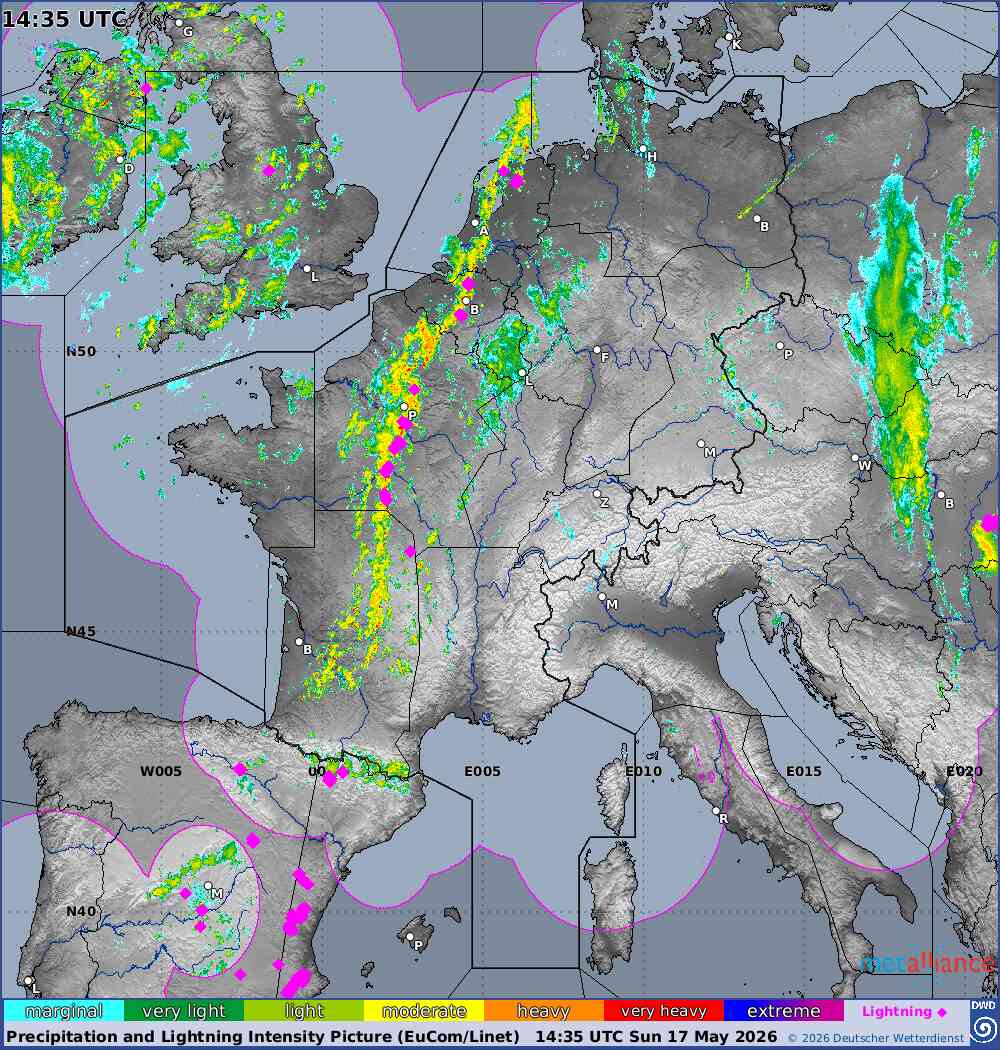 14:35 UTC
G
K
D
H
A
B
L
B
N50
P
F
L
P
M
W
Z
B
M
N45
B
W005
00
E005
E010
E015
E020
R
M
N40
P
L
metalliance
marginal very light light moderate heavy very heavy extreme Lightning
DWD
Precipitation and Lightning Intensity Picture (EuCom/Linet) 14:35 UTC Sun 17 May 2026 © 2026 Deutscher Wetterdienst